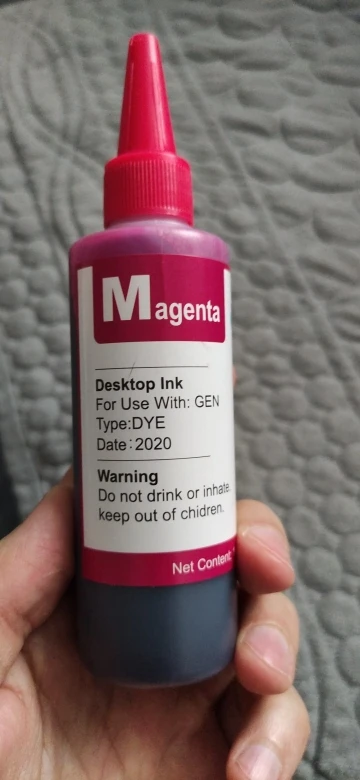 Magenta
Desktop Ink
For Use With: GEN
Type:DYE
Date:2020
Warning
Do not drink or inhate.
keep out of chidren.
Net Content: